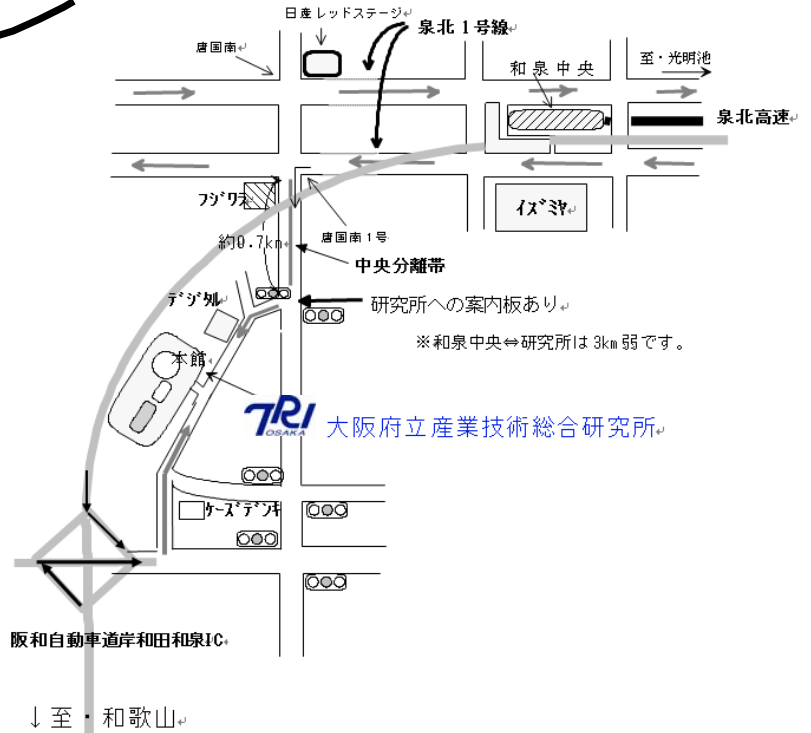 日産レッドステージ
泉北１号線
唐国南
至・光明池
和泉中央
泉北高速
フジワラ
イズミヤ
唐国南１号
約0.7km
中央分離帯
デジタル
研究所への案内板あり
※和泉中央⇔研究所は3km弱です。
本館
TRI
OSAKA
大阪府立産業技術総合研究所
ケーズデンキ
阪和自動車道岸和田和泉IC
↓至・和歌山